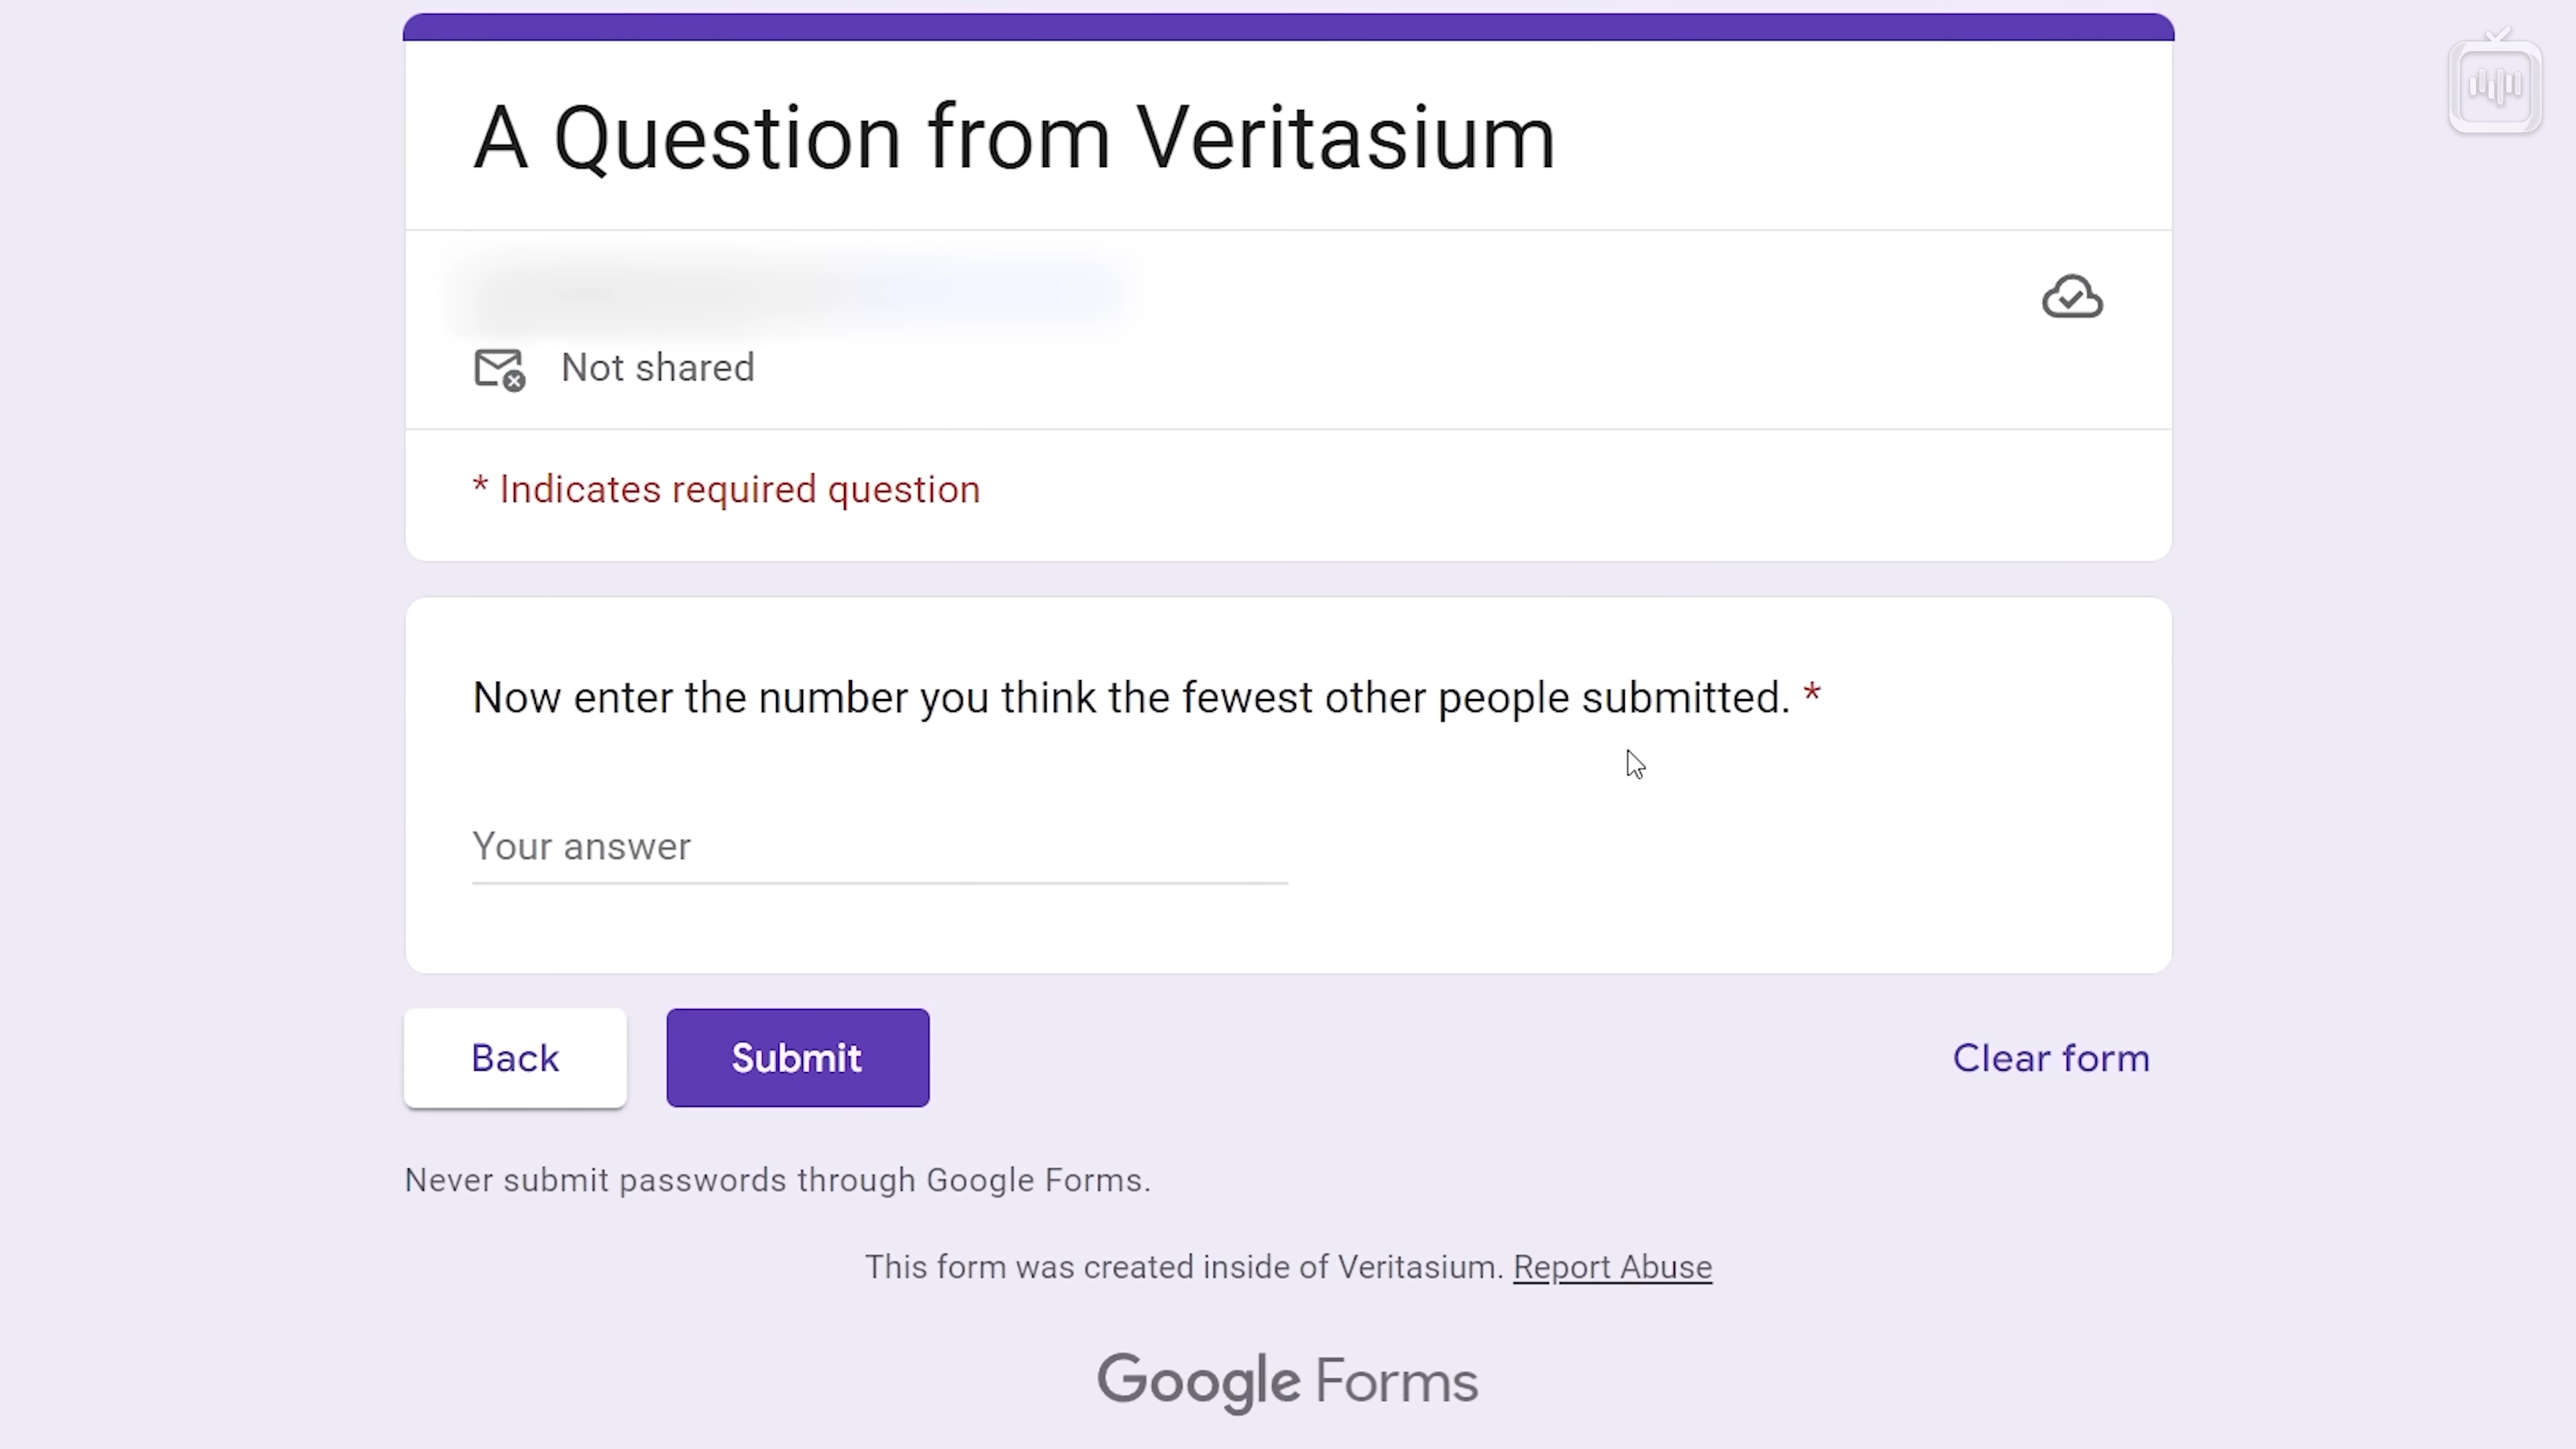 A Question from Veritasium
Not shared
* Indicates required question
Now enter the number you think the fewest other people submitted. *
Your answer
Back
Submit
Clear form
Never submit passwords through Google Forms.
This form was created inside of Veritasium. Report Abuse
Google Forms